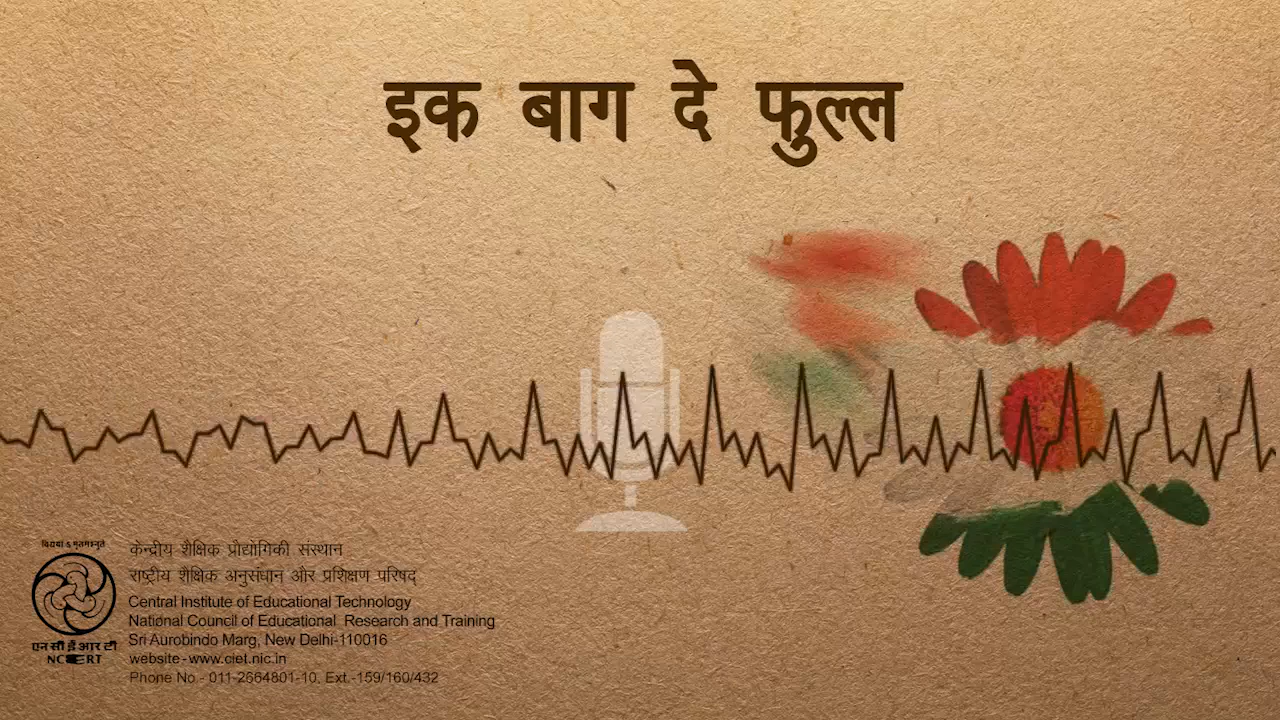 इक बाग दे फुल्ल
विद्यया ऽ मृतमश्नुते
एन सी ई आर टी
NCERT
केन्द्रीय शैक्षिक प्रौद्योगिकी संस्थान
राष्ट्रीय शैक्षिक अनुसंधान और प्रशिक्षण परिषद्
Central Institute of Educational Technology
National Council of Educational Research and Training
Sri Aurobindo Marg, New Delhi-110016
website - www.ciet.nic.in
Phone No.- 011-2664801-10, Ext.-159/160/432